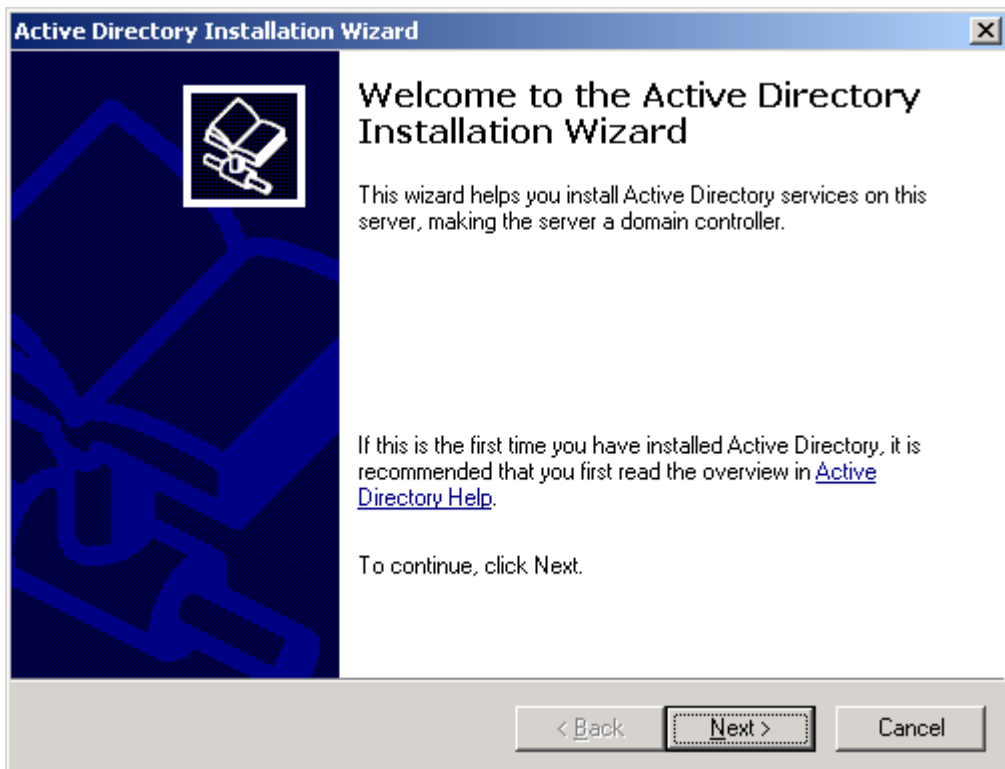 Active Directory Installation Wizard
Welcome to the Active Directory
Installation Wizard
This wizard helps you install Active Directory services on this
server, making the server a domain controller.
If this is the first time you have installed Active Directory, it is
recommended that you first read the overview in Active
Directory Help.
To continue, click Next.
< Back Next > Cancel